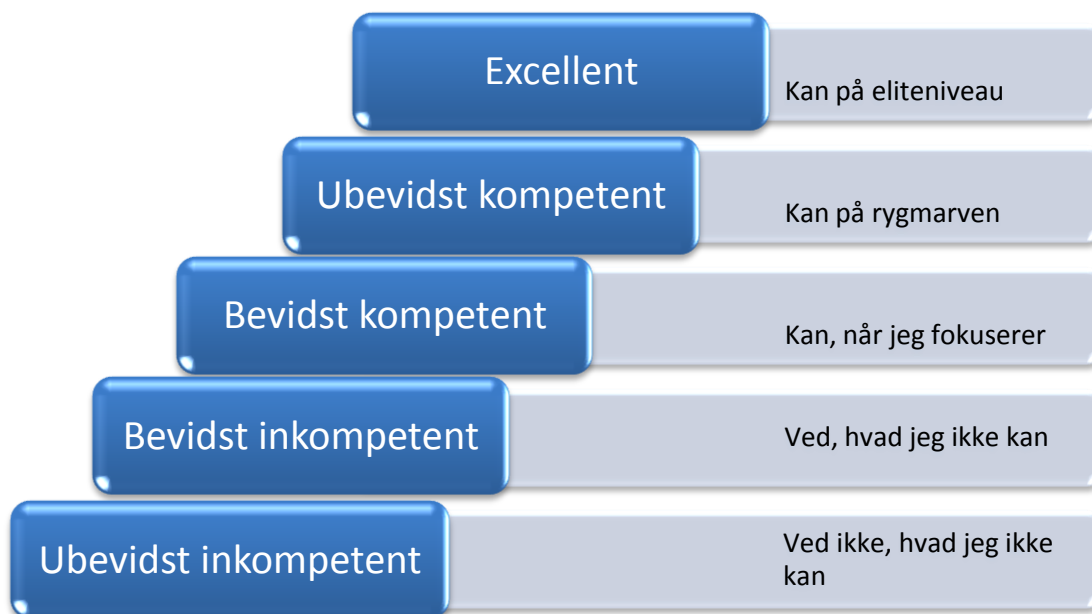 Excellent
Kan på eliteniveau
Ubevidst kompetent
Kan på rygmarven
Bevidst kompetent
Kan, når jeg fokuserer
Bevidst inkompetent
Ved, hvad jeg ikke kan
Ubevidst inkompetent
Ved ikke, hvad jeg ikke
kan